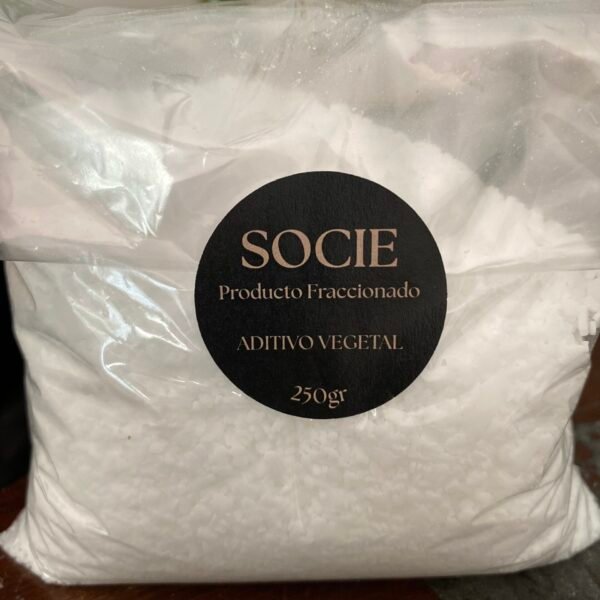 SOCIE
Producto Fraccionado
ADITIVO VEGETAL
250gr